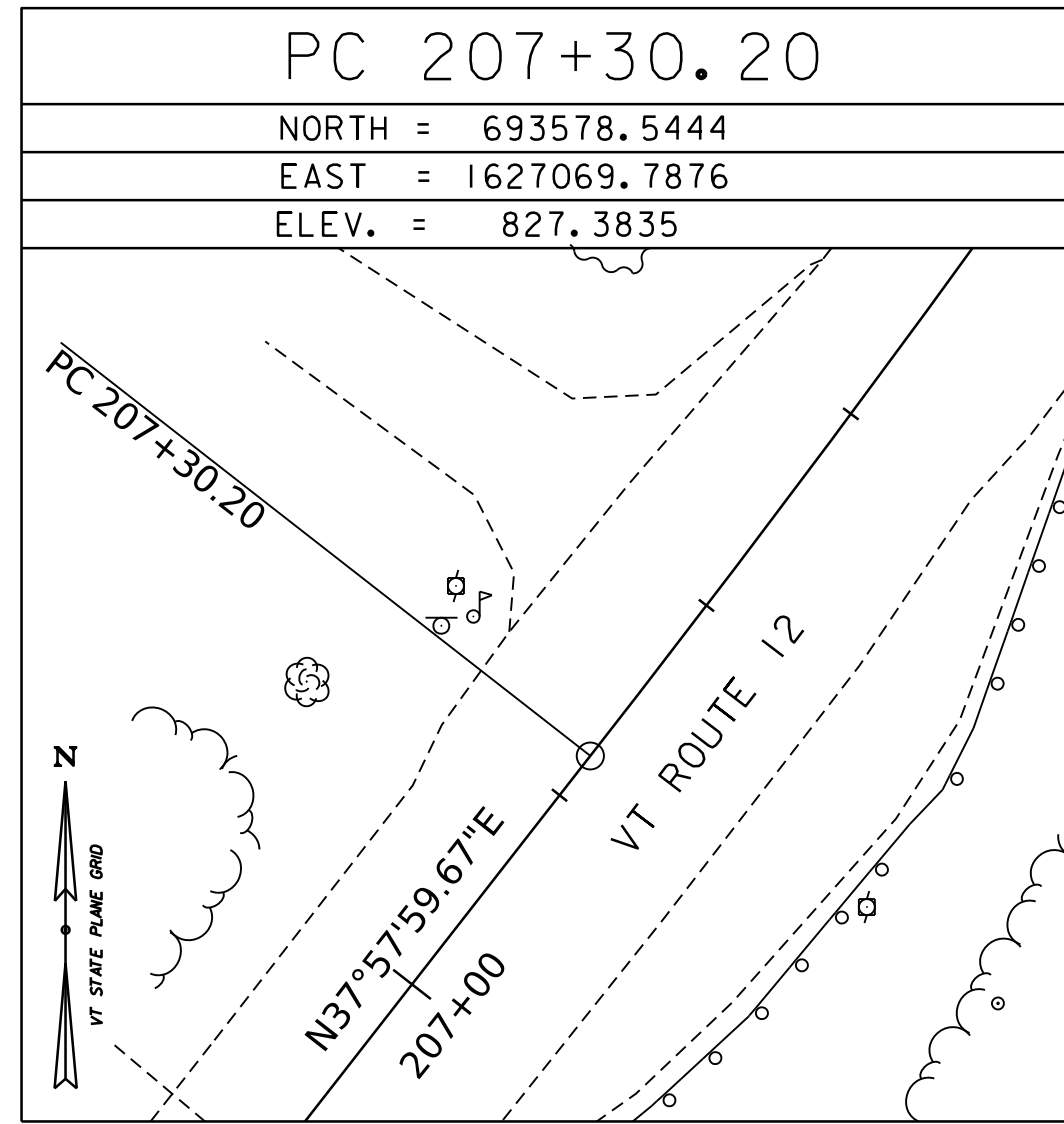 PC 207+30.20
NORTH = 693578.5444
EAST = 1627069.7876
ELEV. = 827.3835
PC 207+30.20
VT ROUTE 12
N37°57'59.67"E
207+00
N
VT STATE PLANE GRID